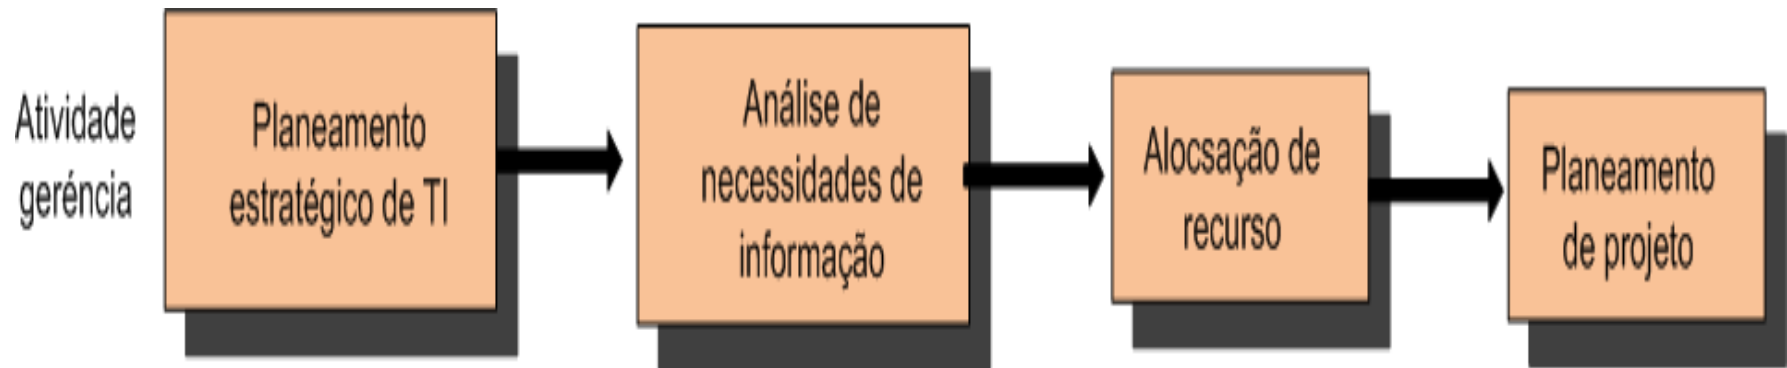 Atividade
gerência
Planeamento
estratégico de TI
Análise de
necessidades de
informação
Alocsação de
recurso
Planeamento
de projeto